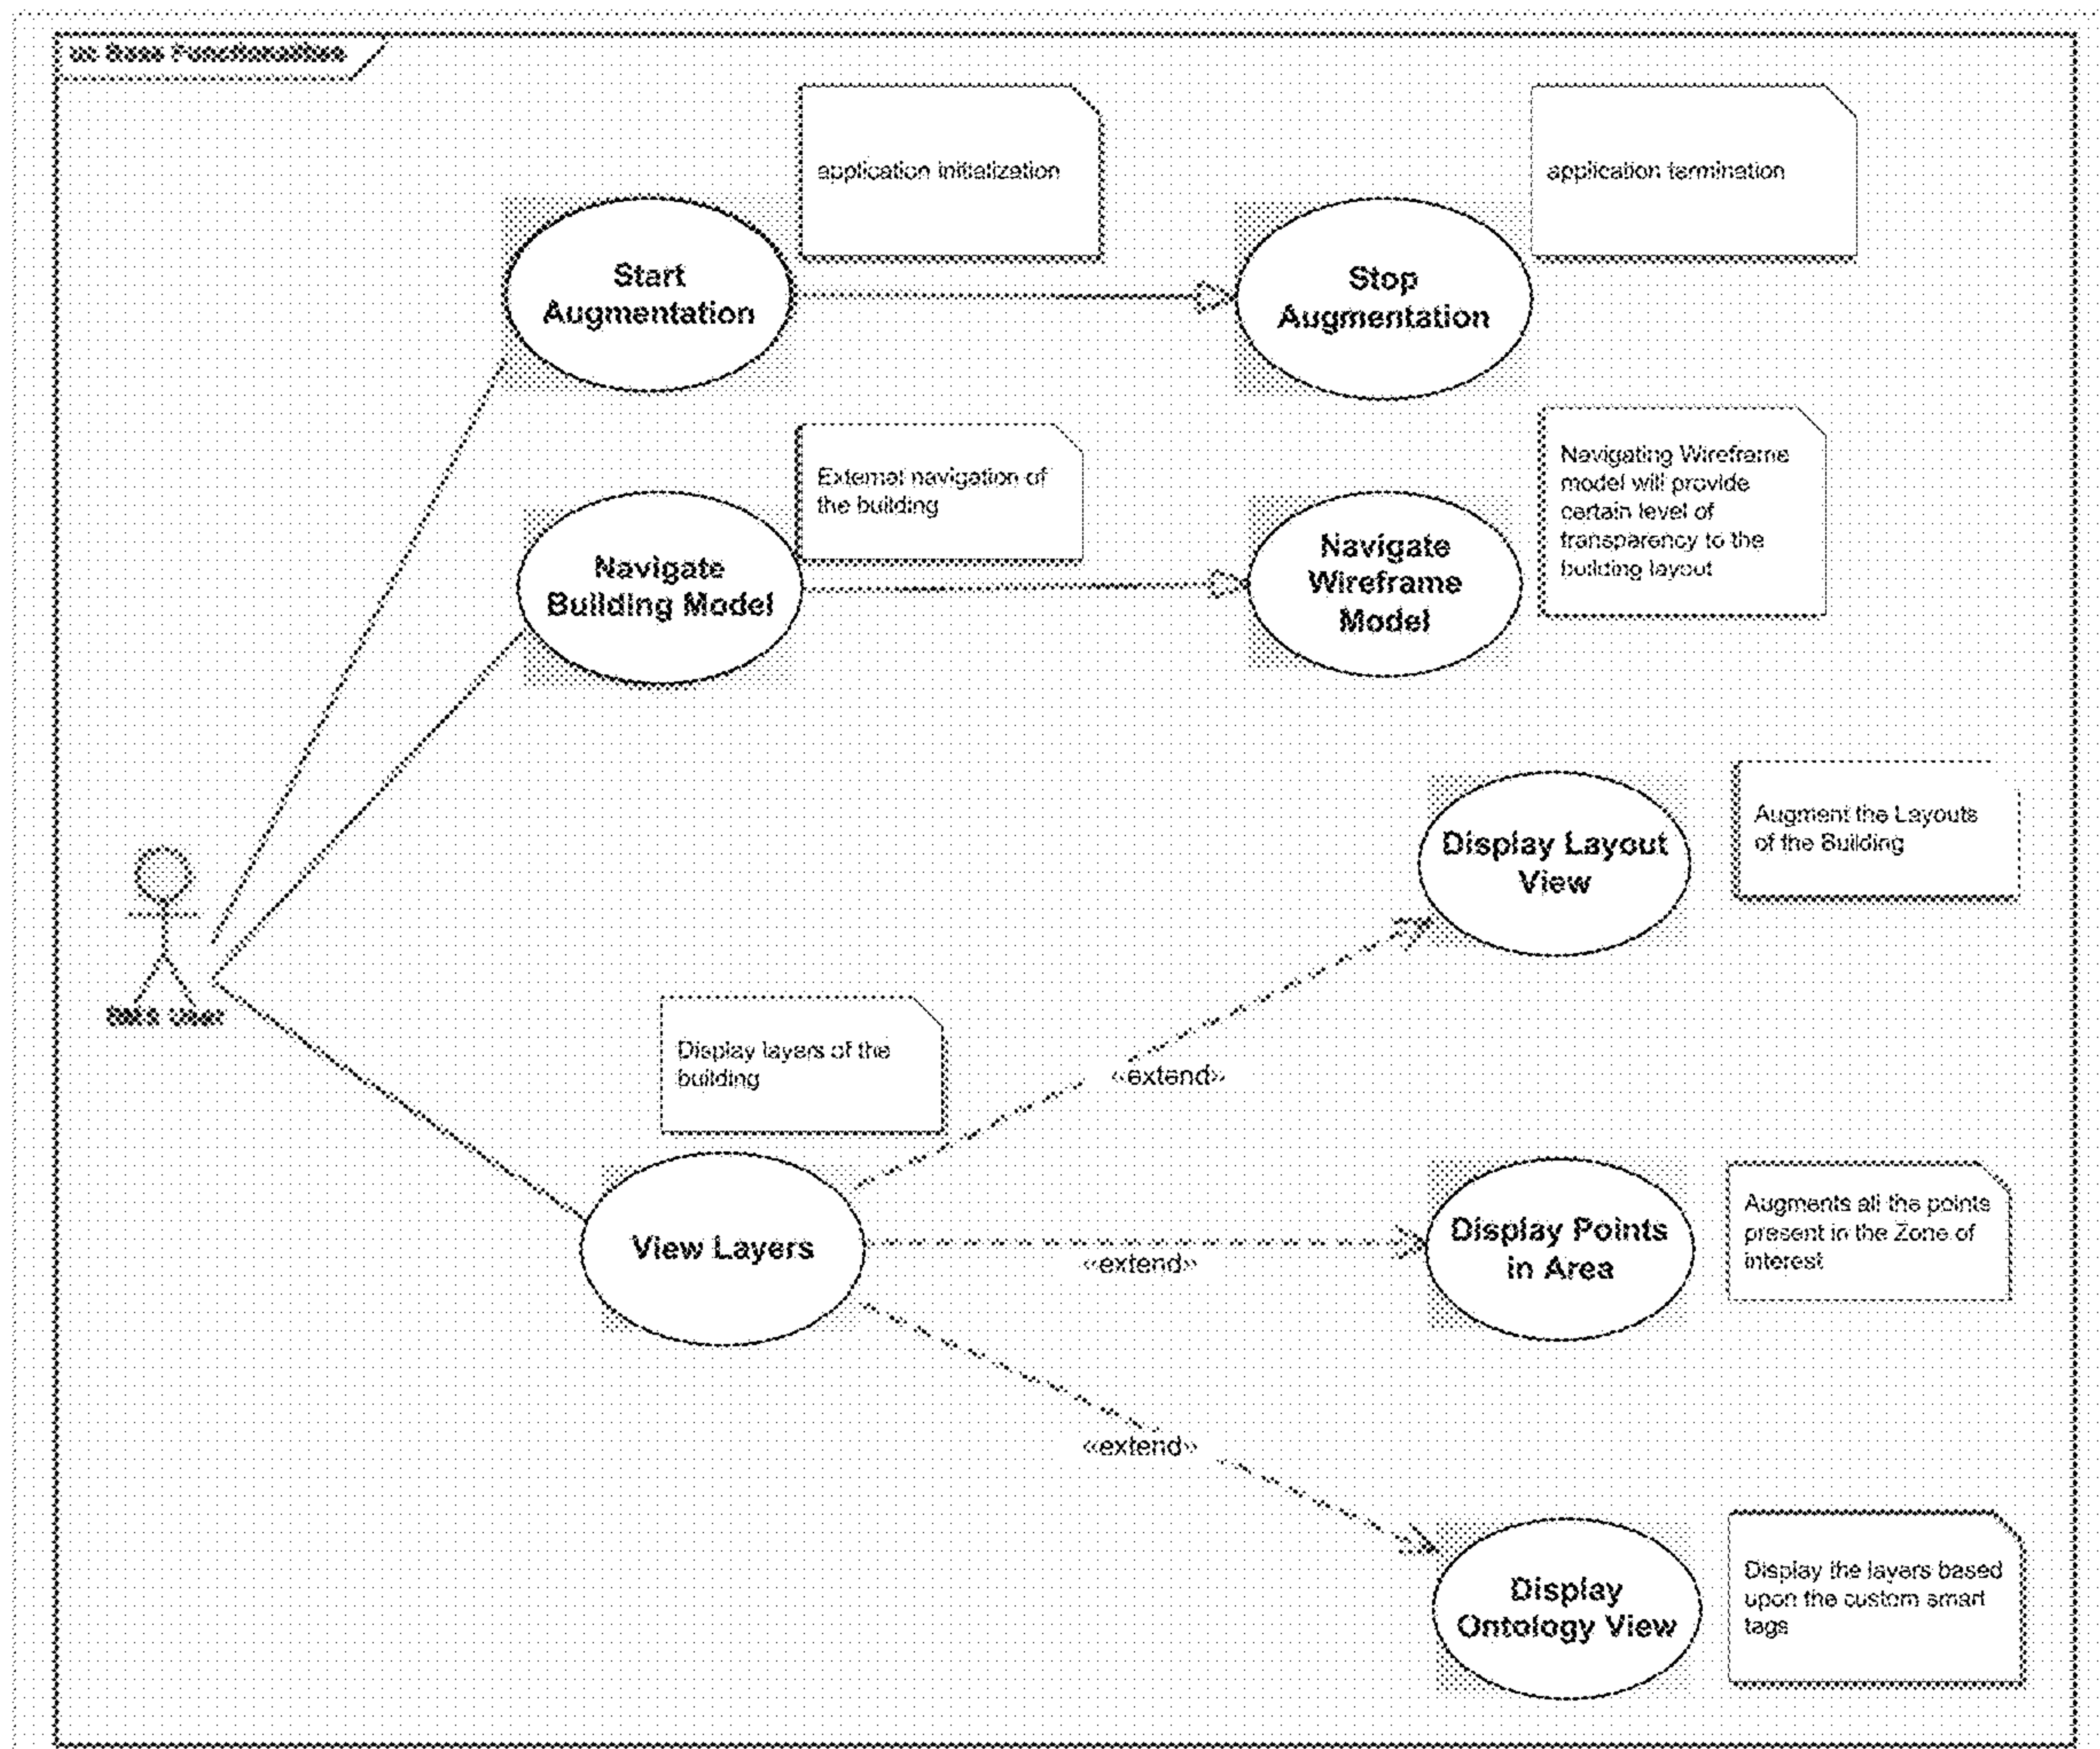 uc Base Functionalities
application initialization
application termination
Start
Augmentation
Stop
Augmentation
External navigation of
the building
Navigating Wireframe
model will provide
certain level of
transparency to the
building layout
Navigate
Building Model
Navigate
Wireframe
Model
Augment the Layouts
of the Building
Display Layout
View
User
Display layers of the
building
«extend»
View Layers
«extend»
Display Points
in Area
Augments all the points
present in the Zone of
interest
«extend»
Display
Ontology View
Display the layers based
upon the custom smart
tags